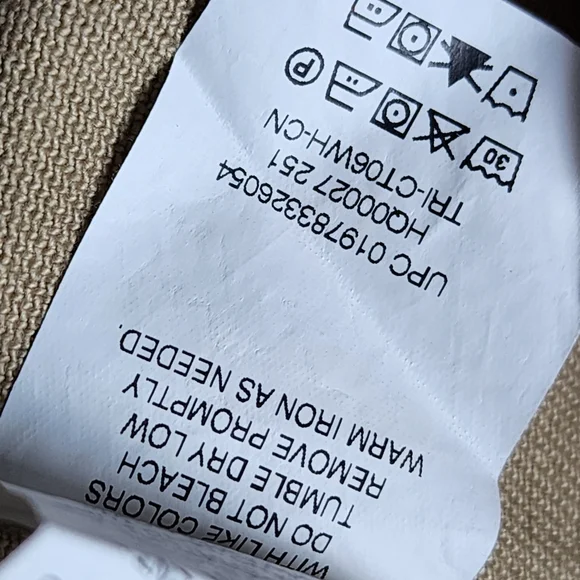 WITH LIKE COLORS
DO NOT BLEACH
TUMBLE DRY LOW
REMOVE PROMPTLY
WARM IRON AS NEEDED.
UPC 019783326054
HQ00027 251
TRI-CT06WH-CN
30
P